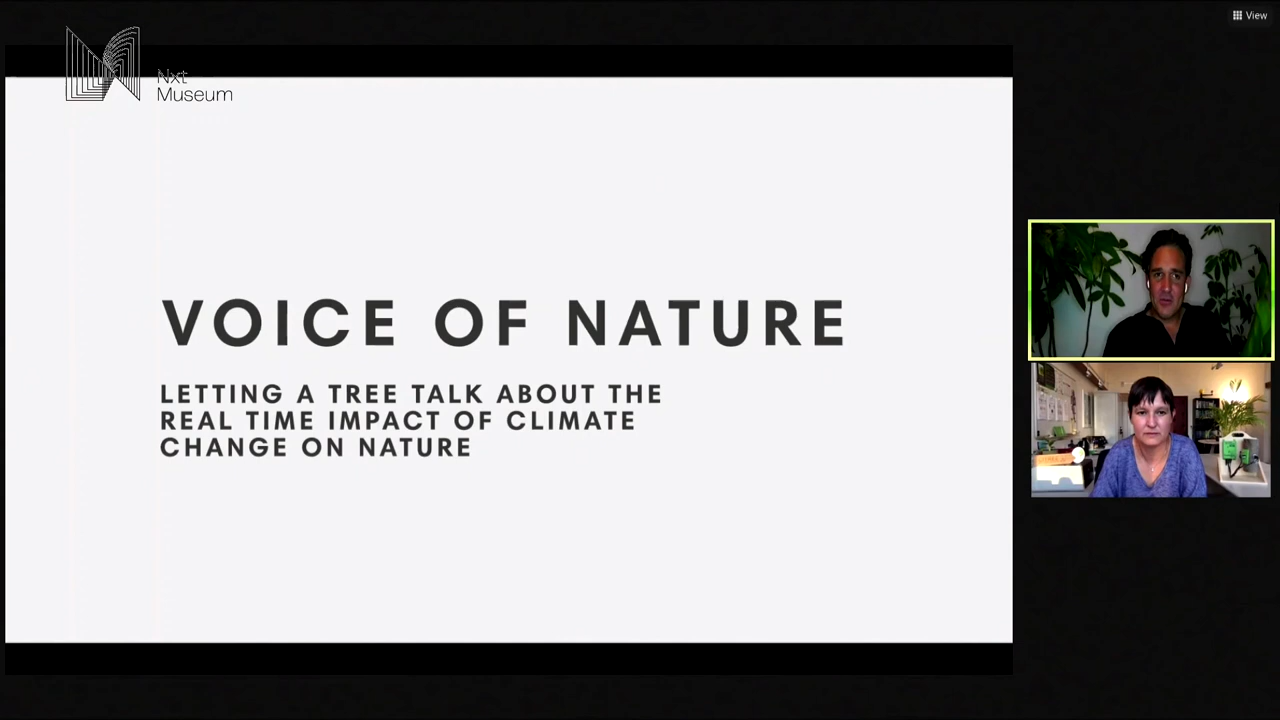 View
Nxt
Museum
VOICE OF NATURE
LETTING A TREE TALK ABOUT THE
REAL TIME IMPACT OF CLIMATE
CHANGE ON NATURE